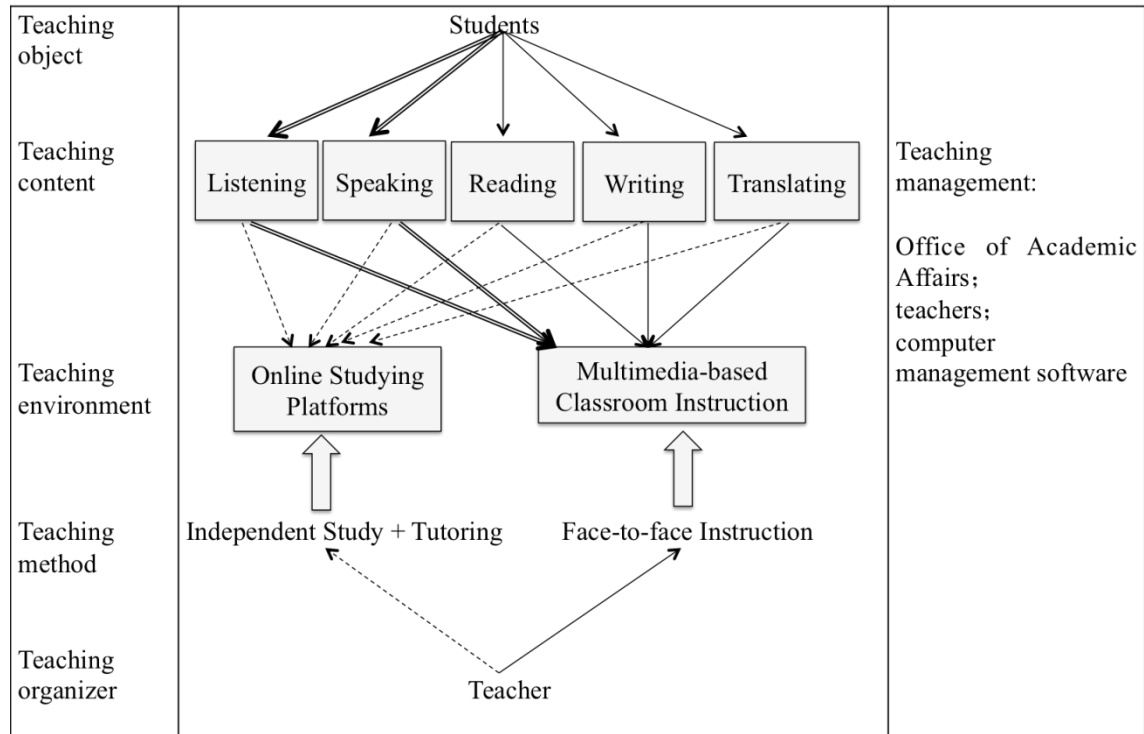 Teaching
object
Students
Teaching
content
Listening
Speaking
Reading
Writing
Translating
Teaching
management:
Office of Academic
Affairs；
teachers；
computer
management software
Teaching
environment
Online Studying
Platforms
Multimedia-based
Classroom Instruction
Teaching
method
Independent Study + Tutoring
Face-to-face Instruction
Teaching
organizer
Teacher